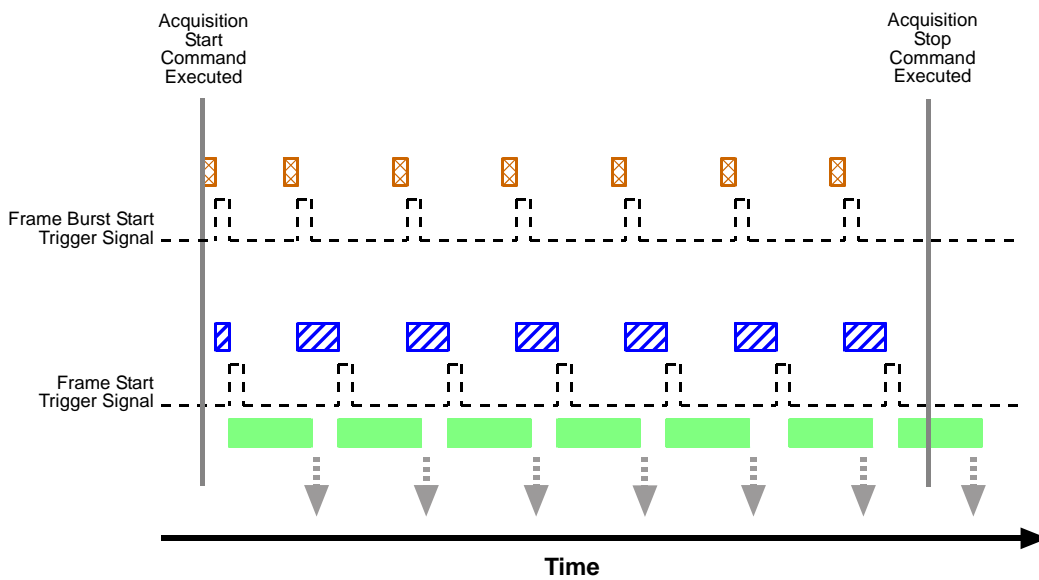 Acquisition
Start
Command
Executed
Acquisition
Stop
Command
Executed
Frame Burst Start
Trigger Signal
Frame Start
Trigger Signal
Time